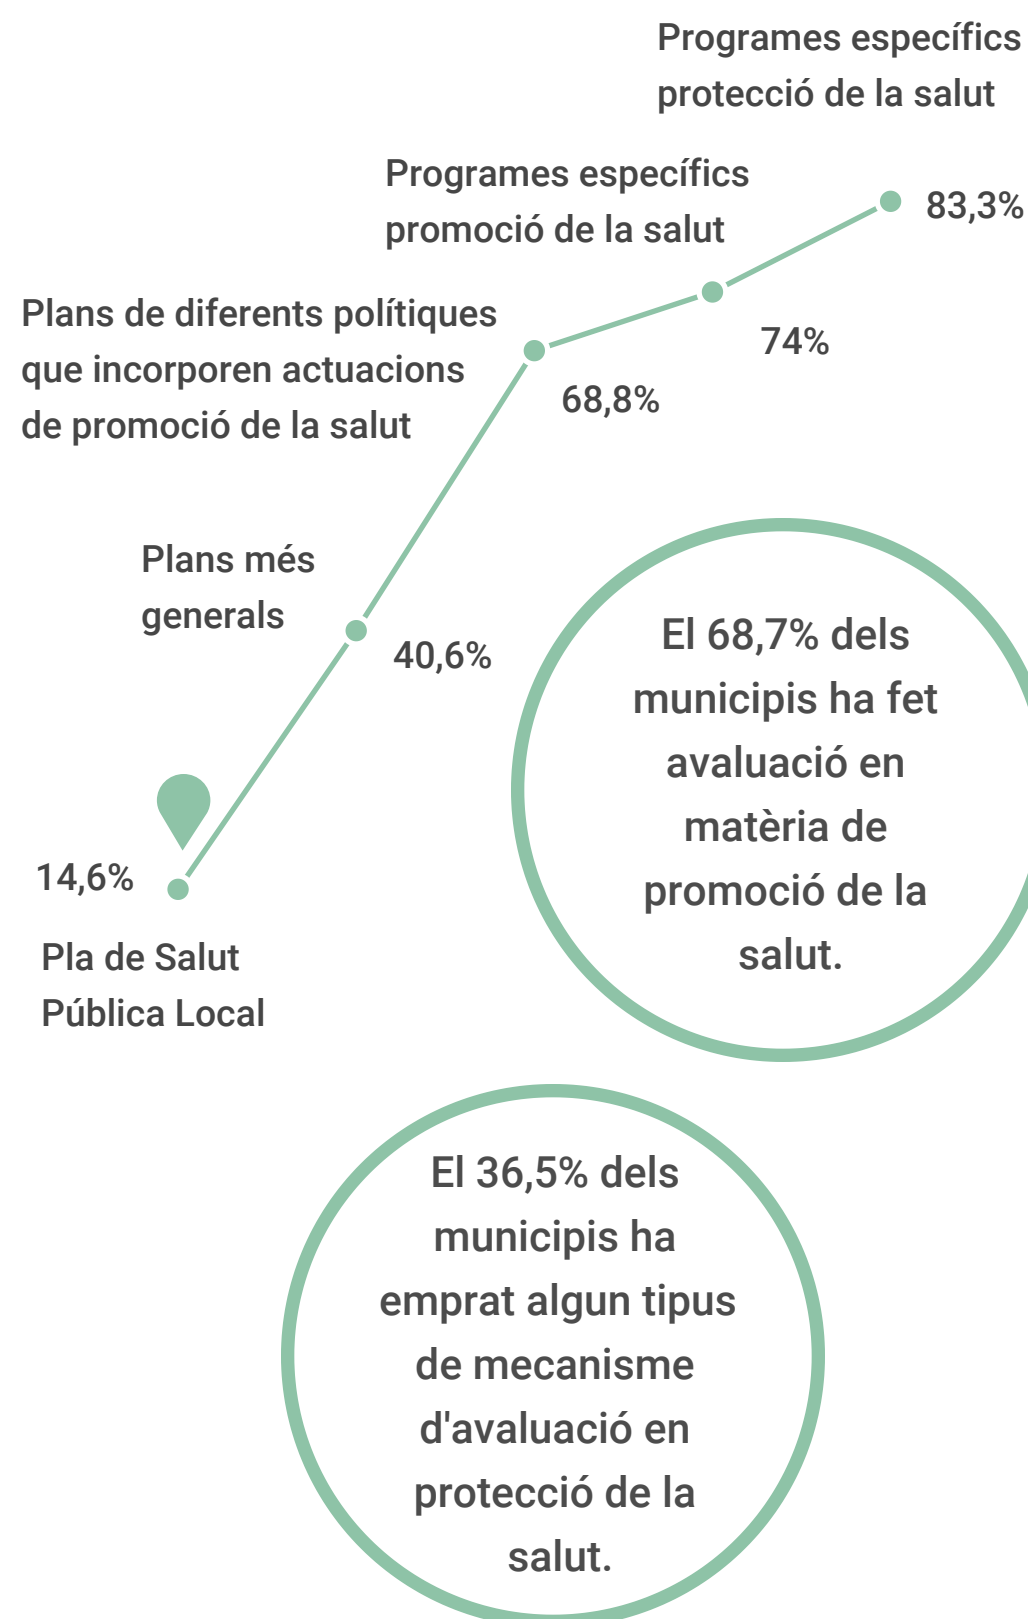 Programes específics
protecció de la salut
83,3%
Programes específics
promoció de la salut
74%
Plans de diferents polítiques
que incorporen actuacions
de promoció de la salut
68,8%
Plans més
generals
40,6%
14,6%
Pla de Salut
Pública Local
El 68,7% dels
municipis ha fet
avaluació en
matèria de
promoció de la
salut.
El 36,5% dels
municipis ha
emprat algun tipus
de mecanisme
d'avaluació en
protecció de la
salut.